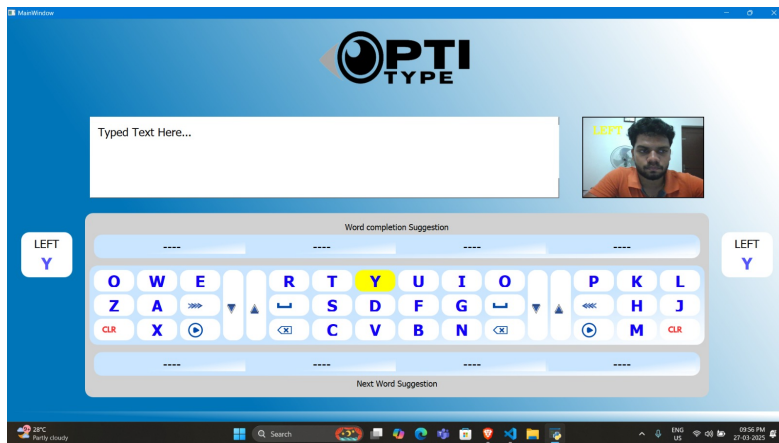 MainWindow
OPTI
TYPE
Typed Text Here...
LEFT
Word completion Suggestion
LEFT
Y
---- ---- ---- ----
LEFT
Y
O W E R T Y U I O P K L
Z A S D F G H J
CLR X C V B N M CLR
---- ---- ---- ----
Next Word Suggestion
28°C
Partly cloudy
Search
ENG
US
09:56 PM
27-03-2025